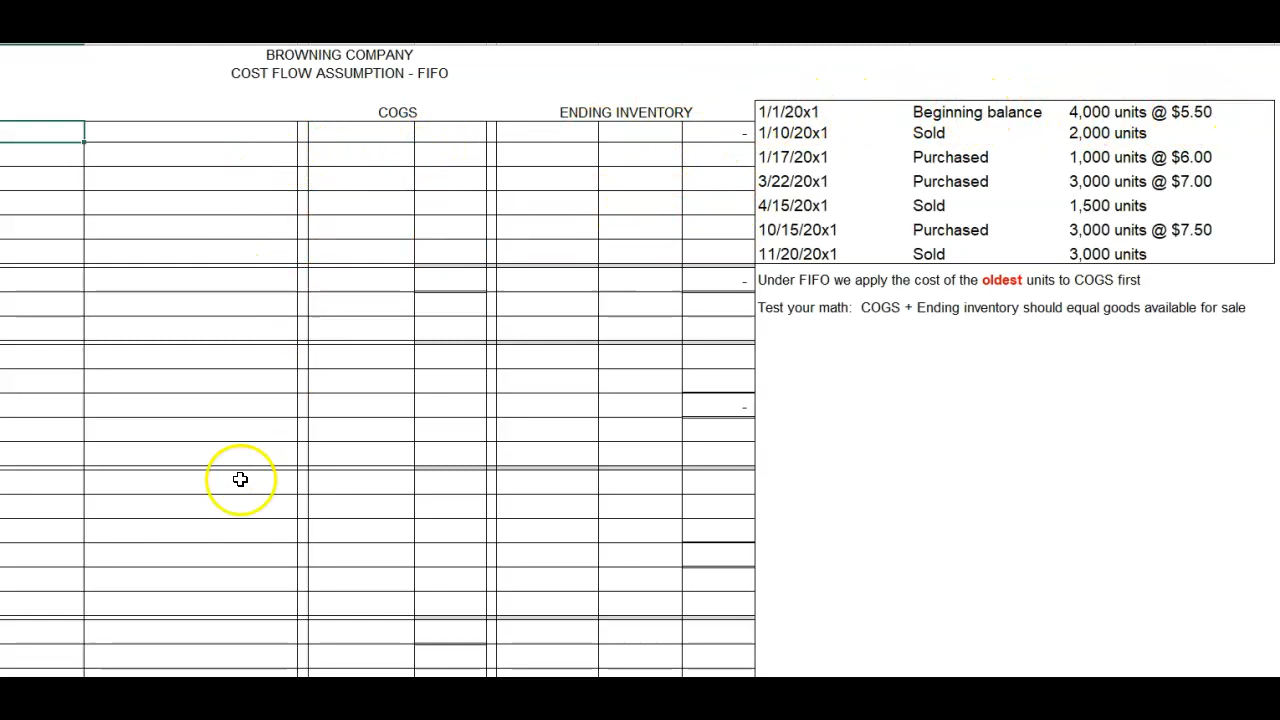 BROWNING COMPANY
COST FLOW ASSUMPTION - FIFO
COGS ENDING INVENTORY
1/1/20x1 Beginning balance 4,000 units @ $5.50
- 1/10/20x1 Sold 2,000 units
1/17/20x1 Purchased 1,000 units @ $6.00
3/22/20x1 Purchased 3,000 units @ $7.00
4/15/20x1 Sold 1,500 units
10/15/20x1 Purchased 3,000 units @ $7.50
11/20/20x1 Sold 3,000 units
- Under FIFO we apply the cost of the oldest units to COGS first
Test your math: COGS + Ending inventory should equal goods available for sale
-